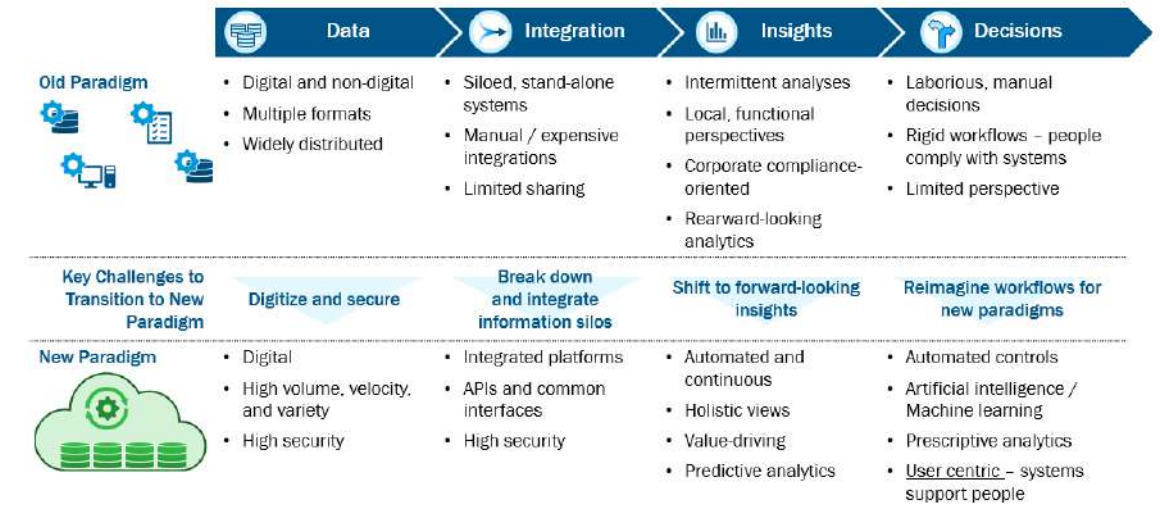 Data
Integration
Insights
Decisions
Old Paradigm
• Digital and non-digital
• Multiple formats
• Widely distributed
• Siloed, stand-alone
systems
• Manual / expensive
integrations
• Limited sharing
• Intermittent analyses
• Local, functional
perspectives
• Corporate compliance-
oriented
• Rearward-looking
analytics
• Laborious, manual
decisions
• Rigid workflows – people
comply with systems
• Limited perspective
Key Challenges to
Transition to New
Paradigm
Digitize and secure
Break down
and integrate
information silos
Shift to forward-looking
insights
Reimagine workflows for
new paradigms
New Paradigm
• Digital
• High volume, velocity,
and variety
• High security
• Integrated platforms
• APIs and common
interfaces
• High security
• Automated and
continuous
• Holistic views
• Value-driving
• Predictive analytics
• Automated controls
• Artificial intelligence /
Machine learning
• Prescriptive analytics
• User centric – systems
support people